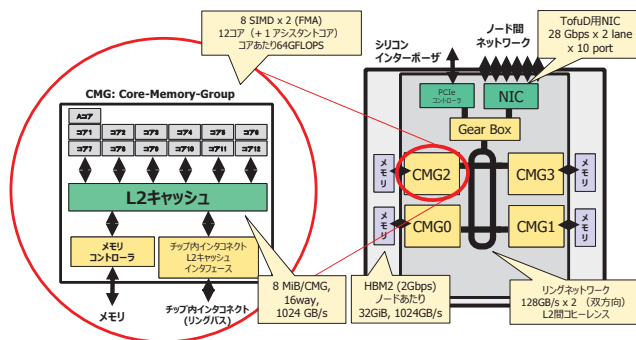 8 SIMD x 2 (FMA)
12コア（＋1 アシスタントコア）
コアあたり64GFLOPS
CMG: Core-Memory-Group
Aコア
コア1 コア2 コア3 コア4 コア5 コア6
コア7 コア8 コア9 コア10 コア11 コア12
L2キャッシュ
メモリ
コントローラ
チップ内インタコネクト
L2キャッシュ
インタフェース
メモリ
チップ内インタコネクト
(リングバス)
8 MiB/CMG,
16way,
1024 GB/s
シリコン
インターポーザ
ノード間
ネットワーク
TofuD用NIC
28 Gbps x 2 lane
x 10 port
PCIe
コントローラ
NIC
Gear Box
メモリ
CMG2
CMG3
メモリ
メモリ
CMG0
CMG1
メモリ
HBM2 (2Gbps)
ノードあたり
32GiB, 1024GB/s
リングネットワーク
128GB/s x 2 （双方向）
L2間コヒーレンス